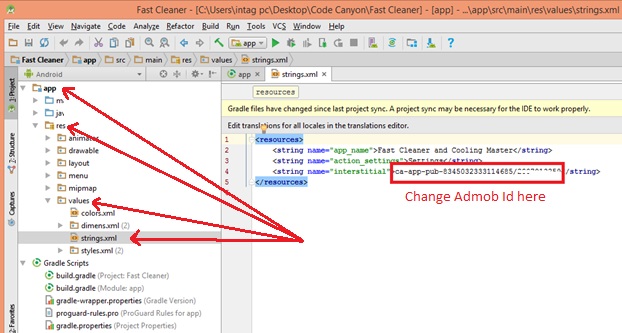 Fast Cleaner - [C:\Users\intag pc\Desktop\Code Canyon\Fast Cleaner] - [app] - ...\app\src\main\res\values\strings.xml
File Edit View Navigate Code Analyze Refactor Build Run Tools VCS Window Help
app
Fast Cleaner app src main res values strings.xml
Android
app strings.xml
1: Project
2: Structure
Captures
2: Favorites
app
res
animator
drawable
layout
menu
mipmap
values
colors.xml
dimens.xml (2)
strings.xml
styles.xml (2)
Gradle Scripts
build.gradle (Project: Fast Cleaner)
build.gradle (Module: app)
gradle-wrapper.properties (Gradle Version)
proguard-rules.pro (ProGuard Rules for app)
gradle.properties (Project Properties)
resources
Gradle files have changed since last project sync. A project sync may be necessary for the IDE to work properly.
Edit translations for all locales in the translations editor.
1 <resources>
2 <string name="app_name">Fast Cleaner and Cooling Master</string>
3 <string name="action_settings">Settings</string>
4 <string name="interstitial">ca-app-pub-8345032333114685/</string>
5 </resources>
Change Admob Id here